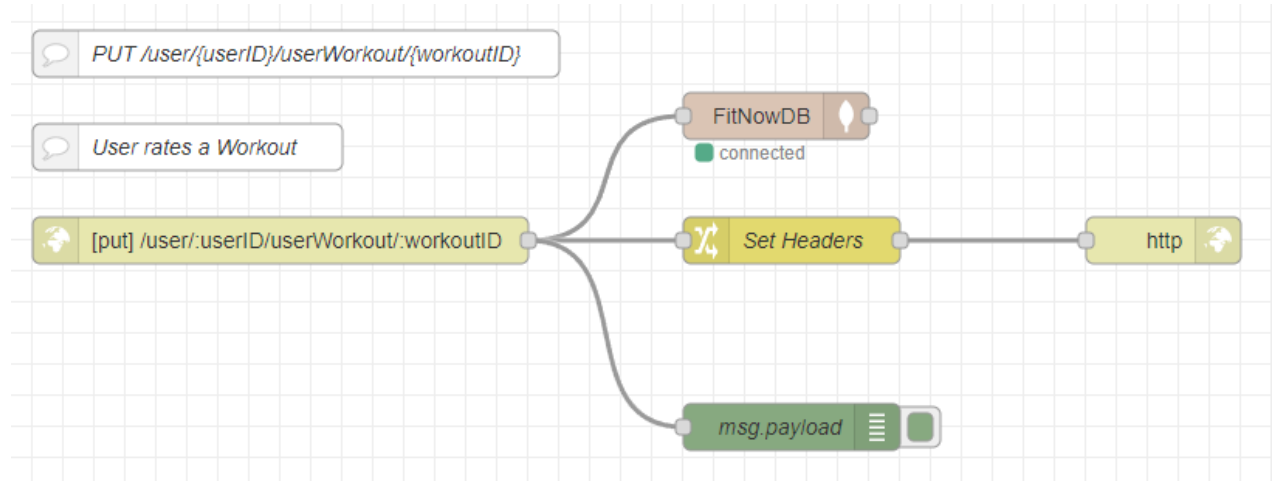 PUT /user/{userID}/userWorkout/{workoutID}
FitNowDB
connected
User rates a Workout
[put] /user/:userID/userWorkout/:workoutID
Set Headers
http
msg.payload